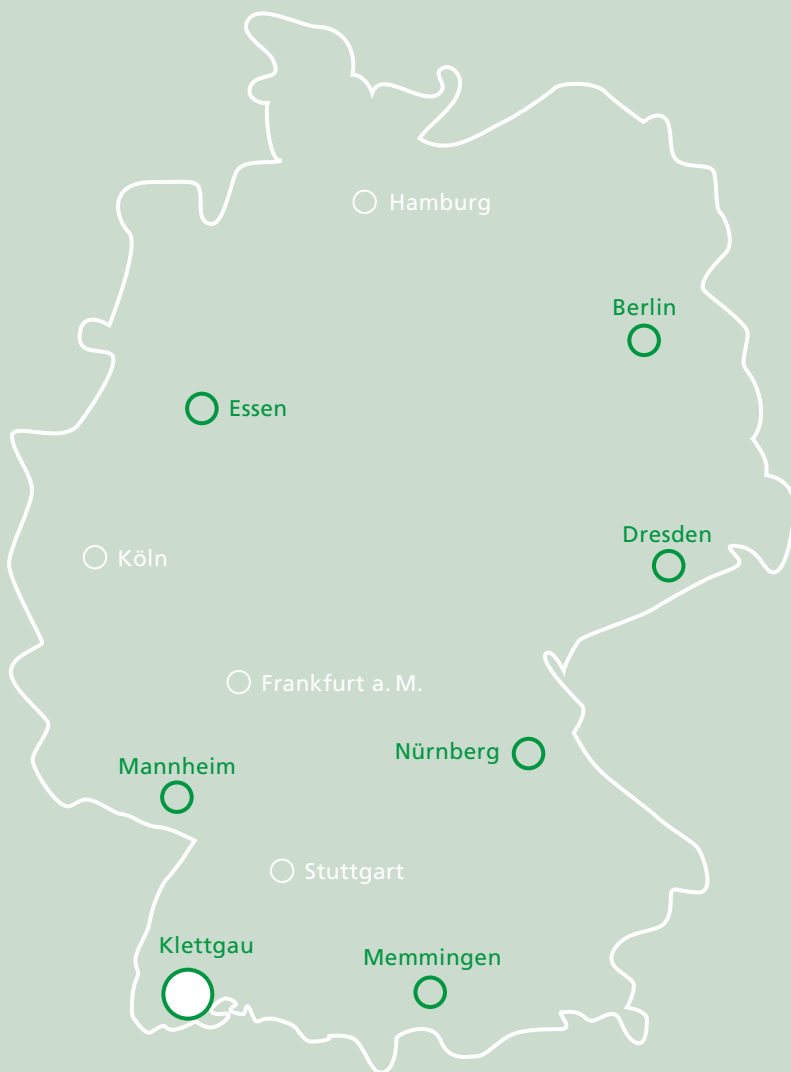 Hamburg
Berlin
Essen
Dresden
Köln
Frankfurt a. M.
Nürnberg
Mannheim
Stuttgart
Klettgau
Memmingen